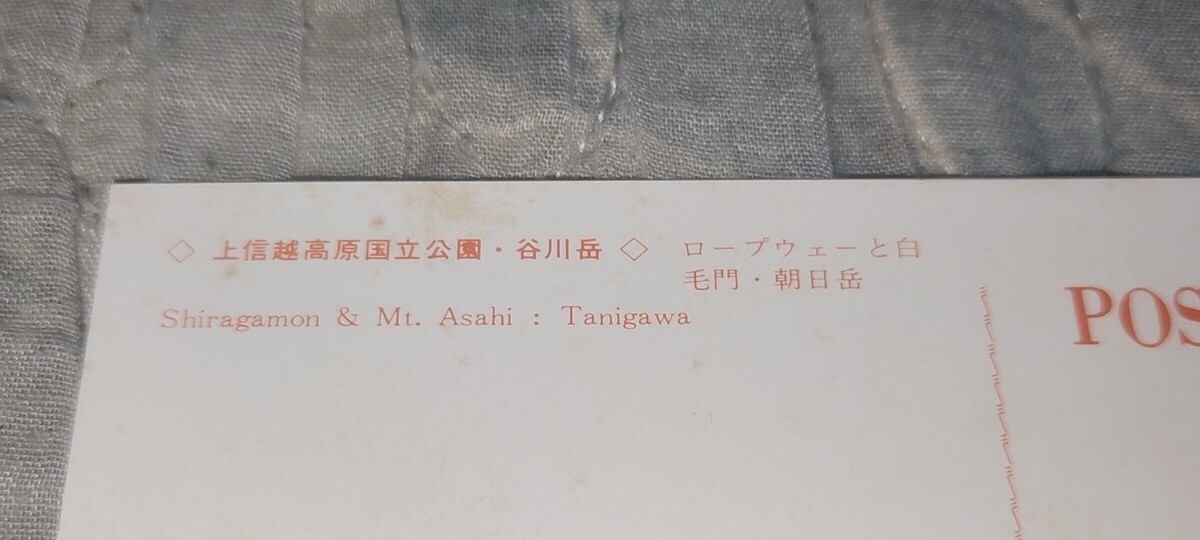 ◇ 上信越高原国立公園・谷川岳 ◇ ロープウェーと白
毛門・朝日岳
Shiragamon & Mt. Asahi : Tanigawa
POS